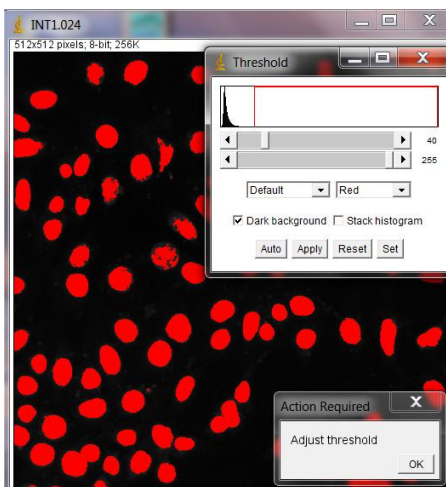 INT1.024
512x512 pixels; 8-bit; 256K
Threshold
40
255
Default Red
Dark background Stack histogram
Auto Apply Reset Set
Action Required
Adjust threshold
OK